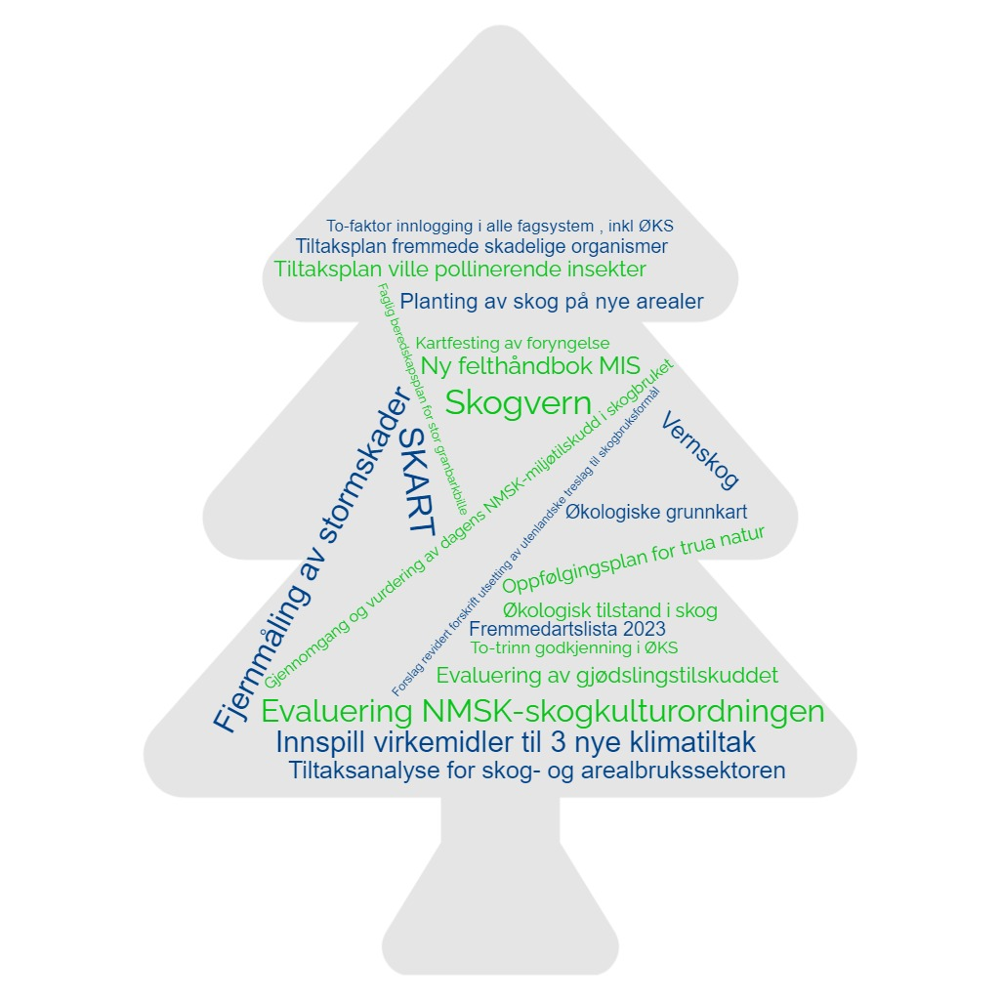 To-faktor innlogging i alle fagsystem , inkl ØKS
Tiltaksplan fremmede skadelige organismer
Tiltaksplan ville pollinerende insekter
Faglig beredskapsplan for stor granbarkbille
Planting av skog på nye arealer
Kartfesting av foryngelse
Ny felthåndbok MIS
Skogvern
Fjernmåling av stormskader
SKART
Gjennomgang og vurdering av dagens NMSK-miljøtilskudd i skogbruket
Forslag revidert forskrift utsetting av utenlandske treslag til skogbruksformål
Vernskog
Økologiske grunnkart
Oppfølgingsplan for trua natur
Økologisk tilstand i skog
Fremmedartslista 2023
To-trinn godkjenning i ØKS
Evaluering av gjødslingstilskuddet
Evaluering NMSK-skogkulturordningen
Innspill virkemidler til 3 nye klimatiltak
Tiltaksanalyse for skog- og arealbrukssektoren